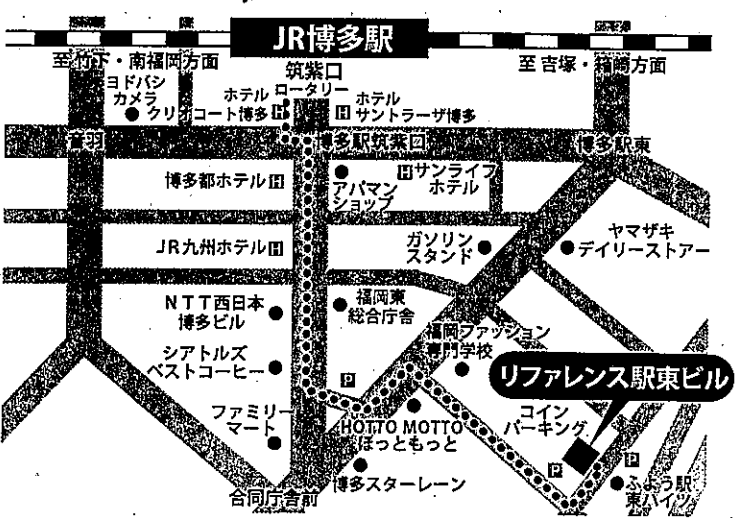 JR博多駅
至 竹下・南福岡方面
筑紫口
ロータリー
至 吉塚・箱崎方面
ヨドバシ
カメラ
ホテル
クリオコート博多 H
H ホテル
サントラーザ博多
音羽
博多駅筑紫口
博多駅東
博多都ホテル H
アパマン
ショップ
H サンライフ
ホテル
JR九州ホテル H
ガソリン
スタンド
ヤマザキ
デイリーストアー
NTT西日本
博多ビル
福岡東
総合庁舎
福岡ファッション
専門学校
シアトルズ
ベストコーヒー
P
リファレンス駅東ビル
ファミリー
マート
HOTTO MOTTO
ほっともっと
コイン
パーキング
P
P
合同庁舎前
博多スターレーン
ふよう駅
東ハイツ